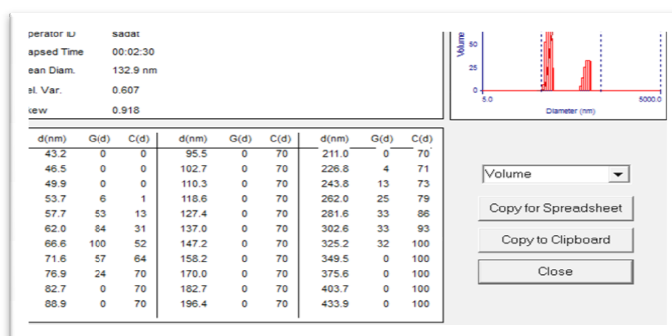 perator ID sadat
apsed Time 00:02:30
ean Diam. 132.9 nm
el. Var. 0.607
kew 0.918
Volume
50
25
0
5.0 5000.0
Diameter (nm)
d(nm) G(d) C(d) d(nm) G(d) C(d) d(nm) G(d) C(d)
43.2 0 0 95.5 0 70 211.0 0 70
46.5 0 0 102.7 0 70 226.8 4 71
49.9 0 0 110.3 0 70 243.8 13 73
53.7 6 1 118.6 0 70 262.0 25 79
57.7 53 13 127.4 0 70 281.6 33 86
62.0 84 31 137.0 0 70 302.6 33 93
66.6 100 52 147.2 0 70 325.2 32 100
71.6 57 64 158.2 0 70 349.5 0 100
76.9 24 70 170.0 0 70 375.6 0 100
82.7 0 70 182.7 0 70 403.7 0 100
88.9 0 70 196.4 0 70 433.9 0 100
Volume
Copy for Spreadsheet
Copy to Clipboard
Close